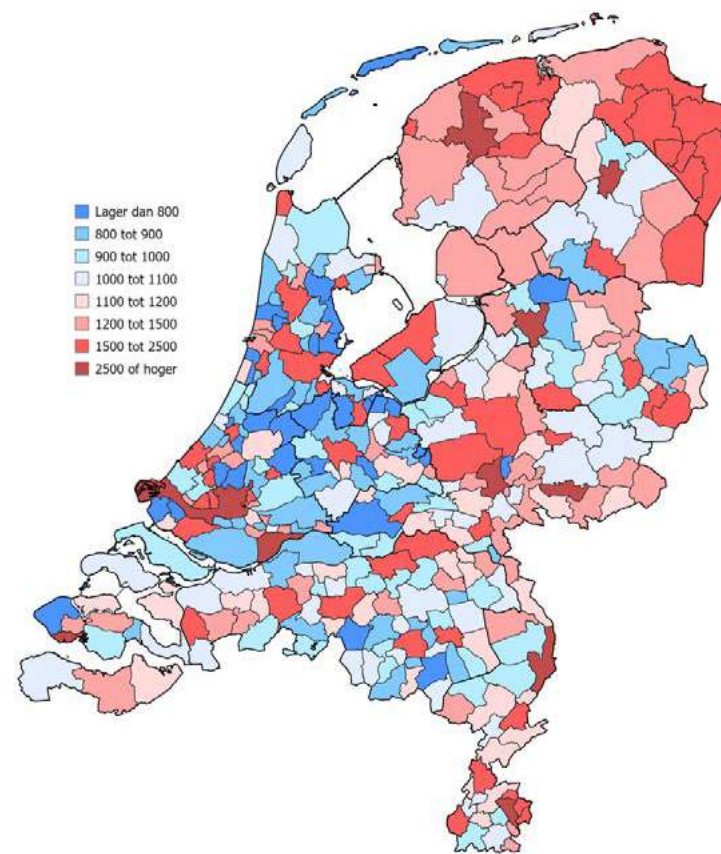 Lager dan 800
800 tot 900
900 tot 1000
1000 tot 1100
1100 tot 1200
1200 tot 1500
1500 tot 2500
2500 of hoger